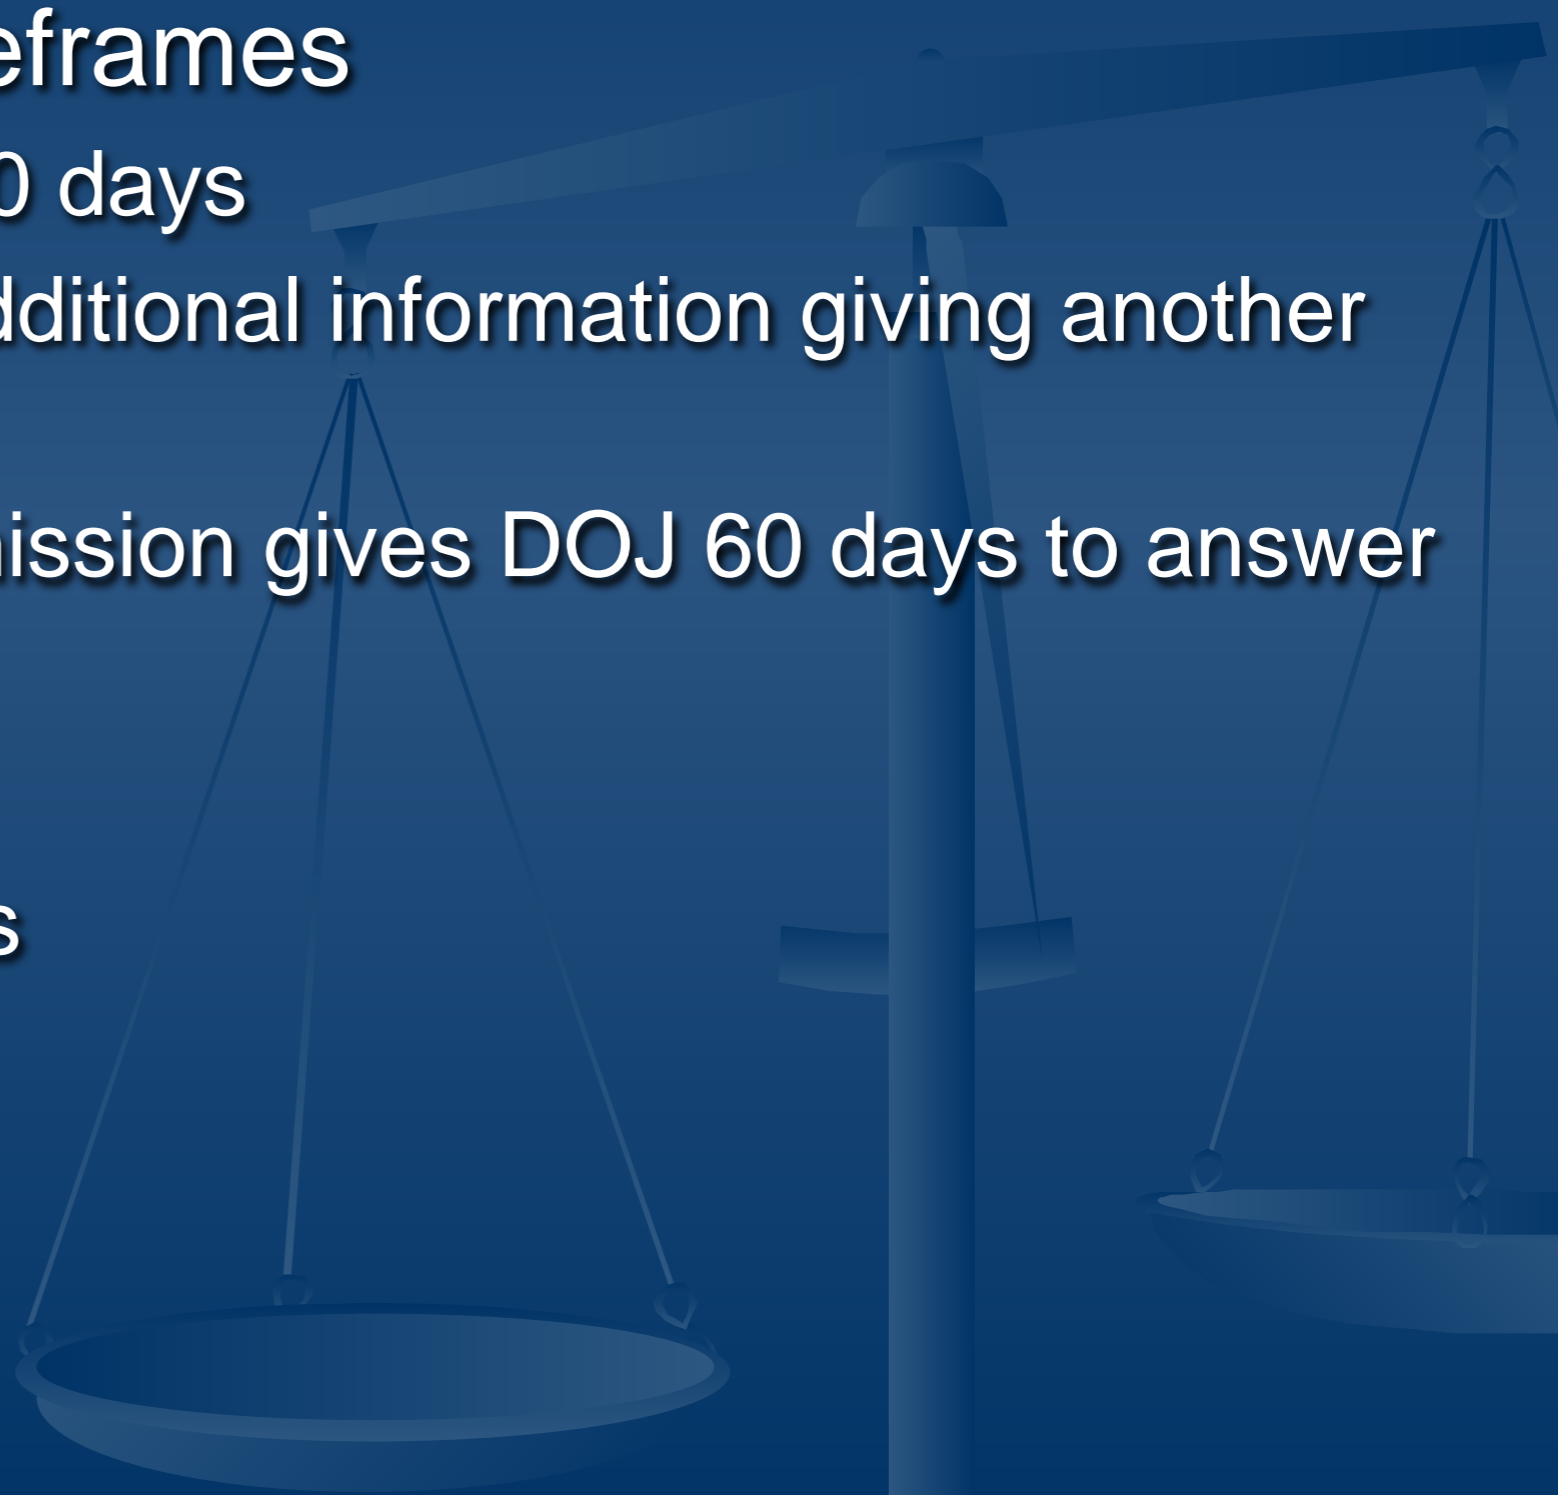 eframes
0 days
dditional information giving another
ission gives DOJ 60 days to answer
s